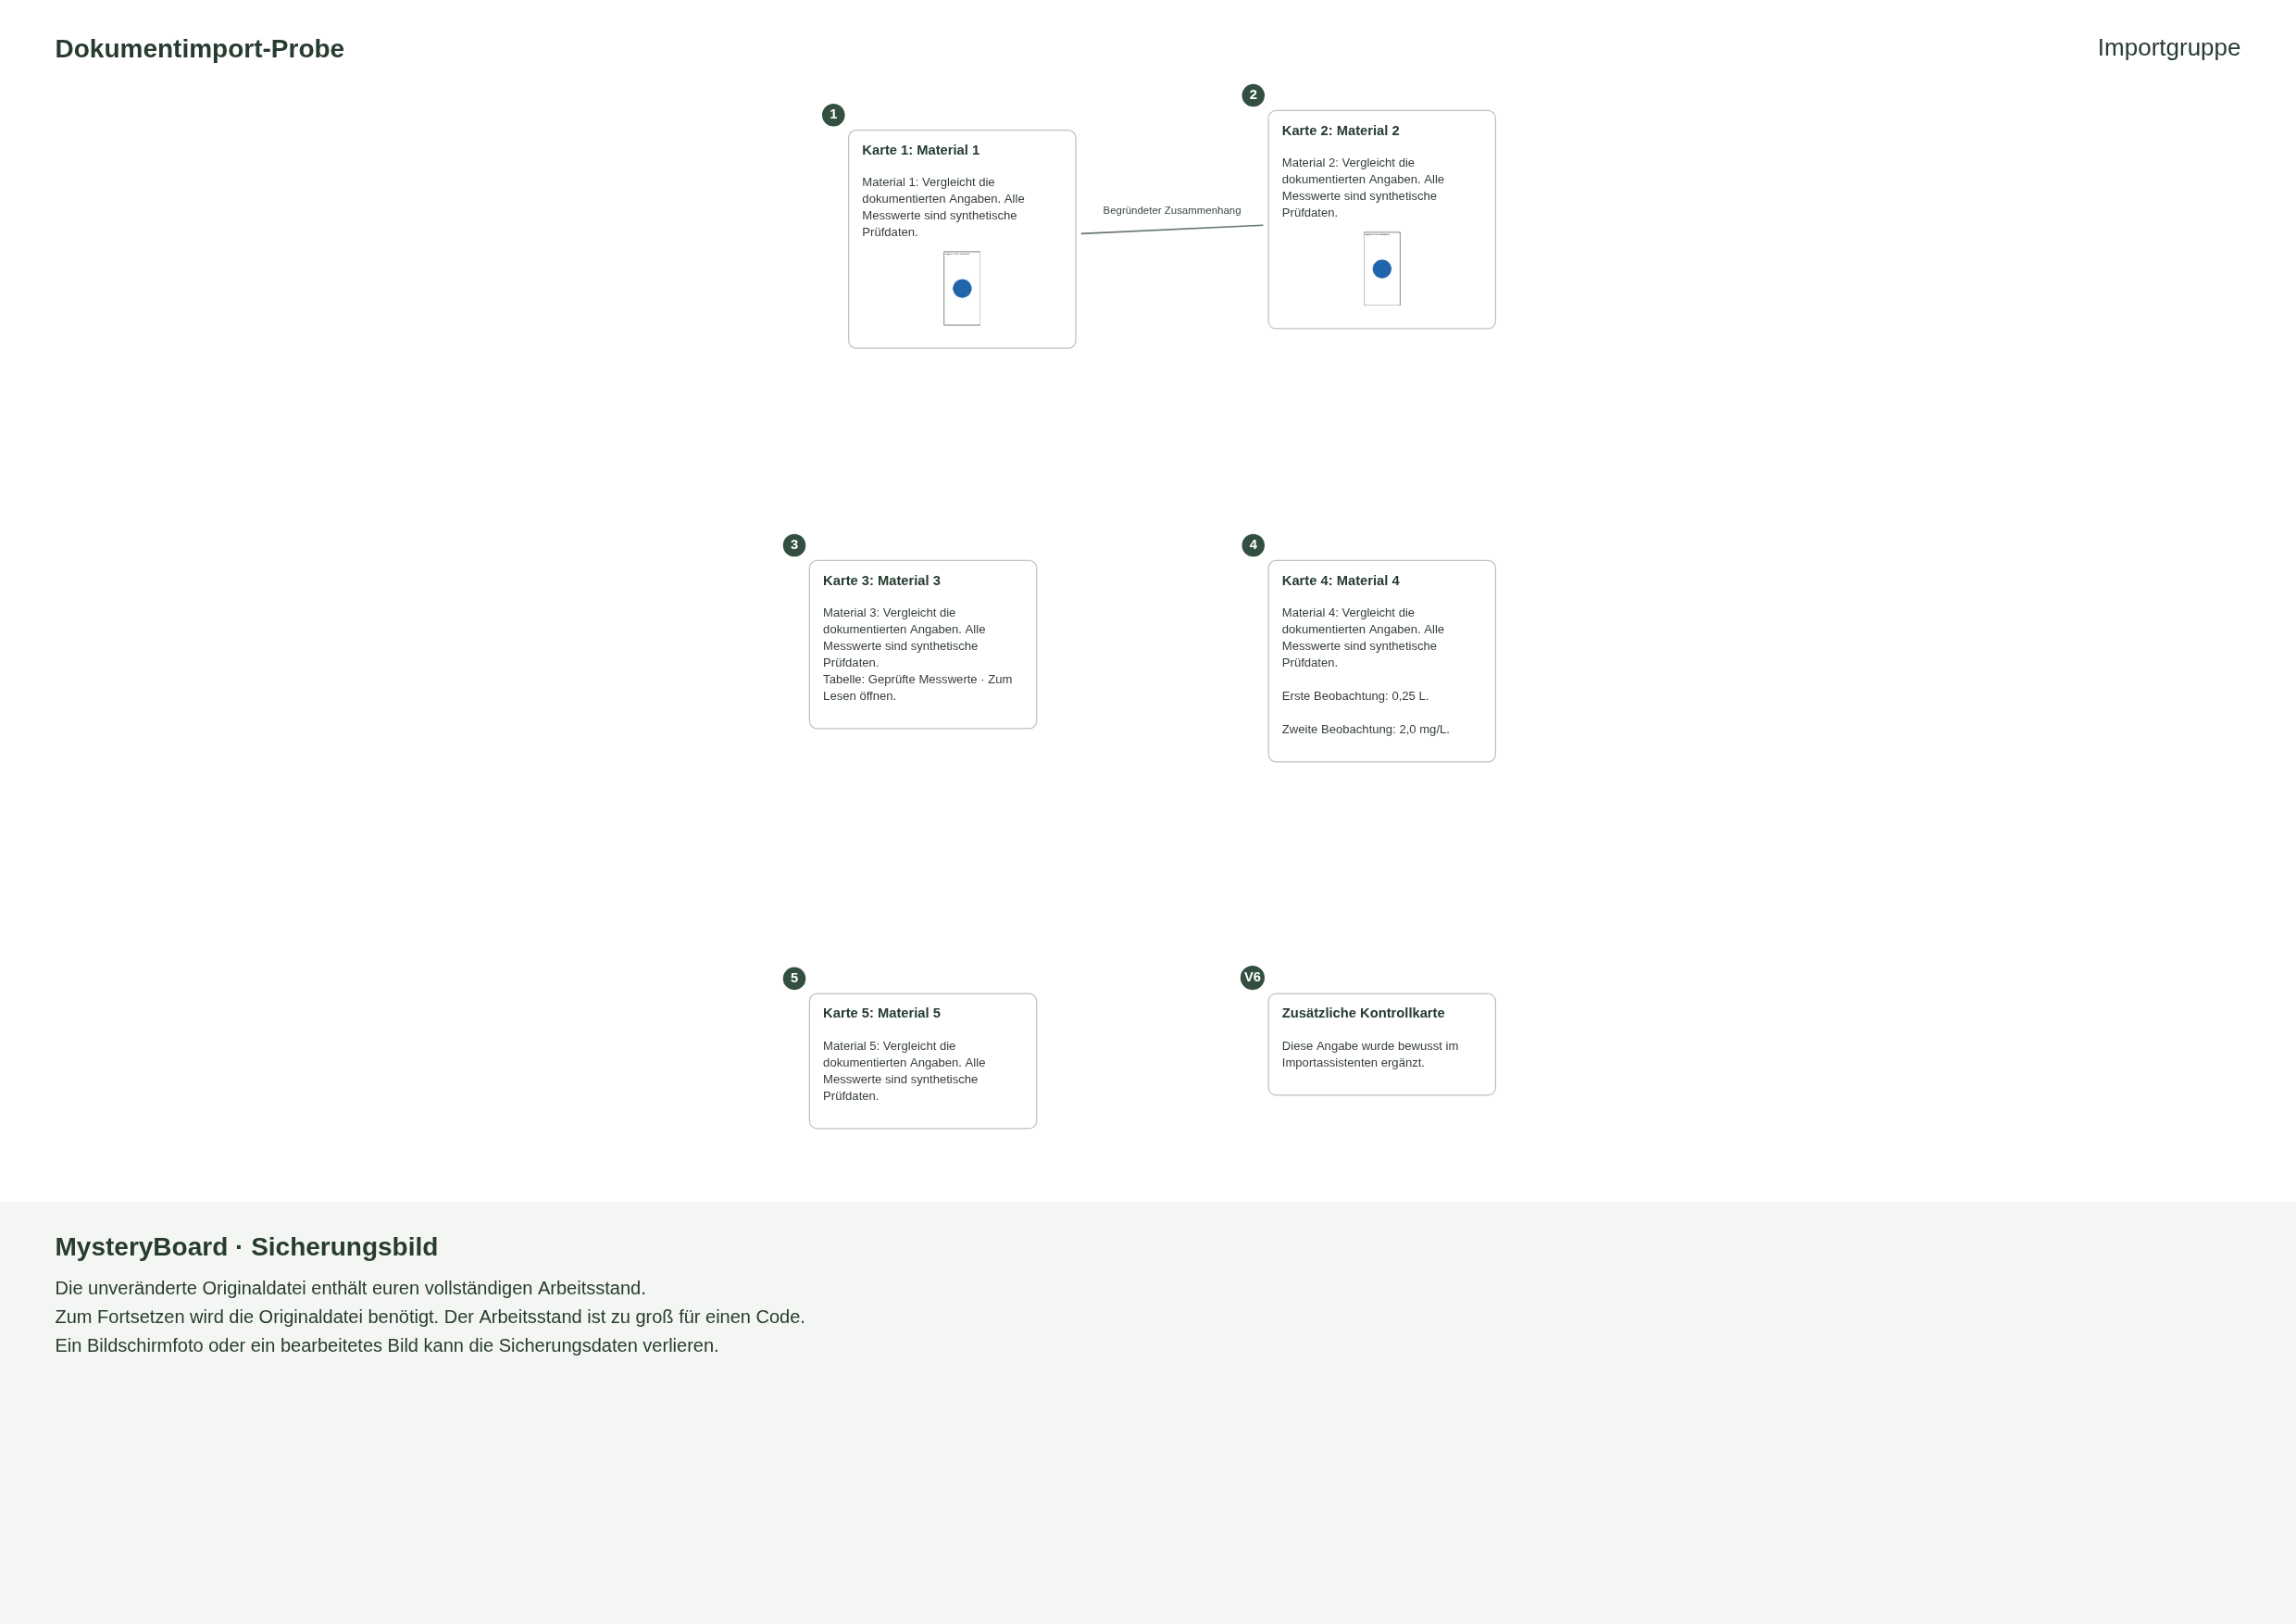 Dokumentimport-Probe
Importgruppe
1
Karte 1: Material 1
Material 1: Vergleicht die
dokumentierten Angaben. Alle
Messwerte sind synthetische
Prüfdaten.
Begründeter Zusammenhang
2
Karte 2: Material 2
Material 2: Vergleicht die
dokumentierten Angaben. Alle
Messwerte sind synthetische
Prüfdaten.
3
Karte 3: Material 3
Material 3: Vergleicht die
dokumentierten Angaben. Alle
Messwerte sind synthetische
Prüfdaten.
Tabelle: Geprüfte Messwerte · Zum
Lesen öffnen.
4
Karte 4: Material 4
Material 4: Vergleicht die
dokumentierten Angaben. Alle
Messwerte sind synthetische
Prüfdaten.
Erste Beobachtung: 0,25 L.
Zweite Beobachtung: 2,0 mg/L.
5
Karte 5: Material 5
Material 5: Vergleicht die
dokumentierten Angaben. Alle
Messwerte sind synthetische
Prüfdaten.
V6
Zusätzliche Kontrollkarte
Diese Angabe wurde bewusst im
Importassistenten ergänzt.
MysteryBoard · Sicherungsbild
Die unveränderte Originaldatei enthält euren vollständigen Arbeitsstand.
Zum Fortsetzen wird die Originaldatei benötigt. Der Arbeitsstand ist zu groß für einen Code.
Ein Bildschirmfoto oder ein bearbeitetes Bild kann die Sicherungsdaten verlieren.